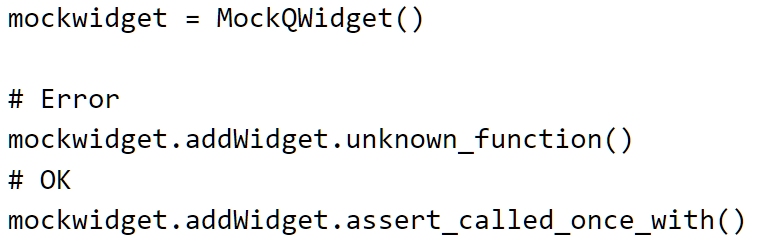 mockwidget = MockQWidget()
# Error
mockwidget.addWidget.unknown_function()
# OK
mockwidget.addWidget.assert_called_once_with()